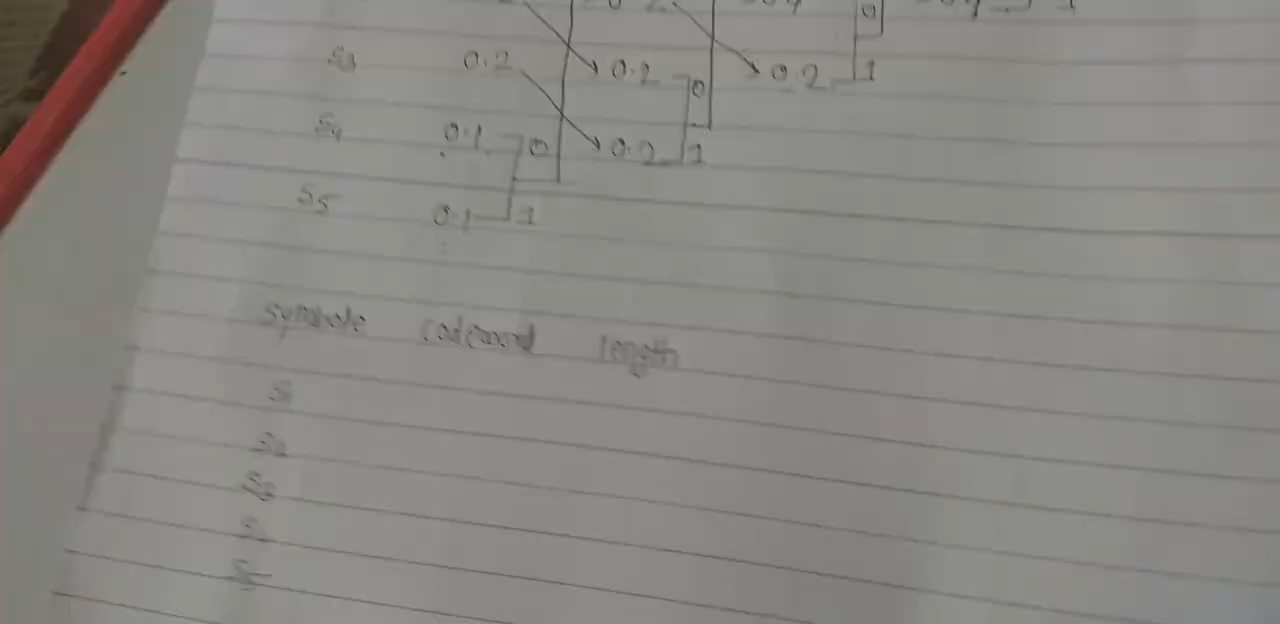 0
S3 0.2 0.2 0 0.2 1
S4 0.1 0 0.2 1
S5 0.1 1
symbols codeword length
S1
S2
S3
S4
S5